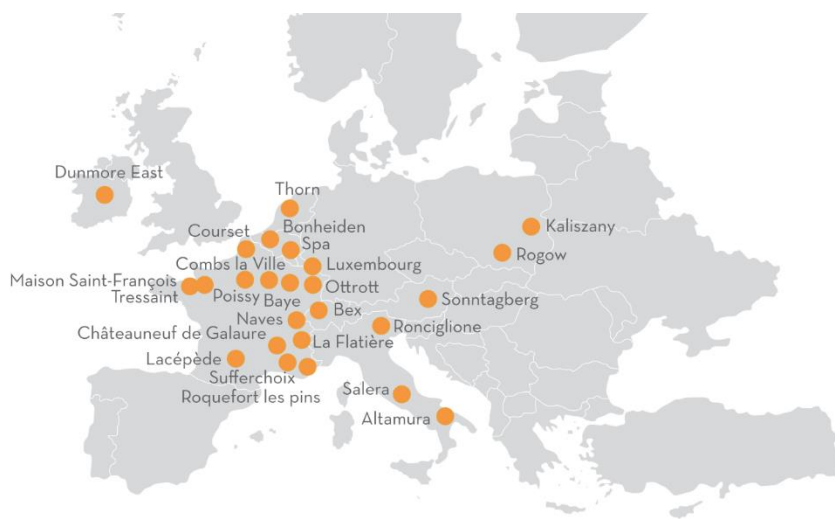 Dunmore East
Thorn
Courset
Bonheiden
Kaliszany
Spa
Rogow
Combs la Ville
Luxembourg
Maison Saint-François
Tressaint
Poissy
Baye
Ottrott
Sonntagberg
Bex
Naves
Ronciglione
Châteauneuf de Galaure
La Flatière
Lacépède
Sufferchoix
Roquefort les pins
Salera
Altamura